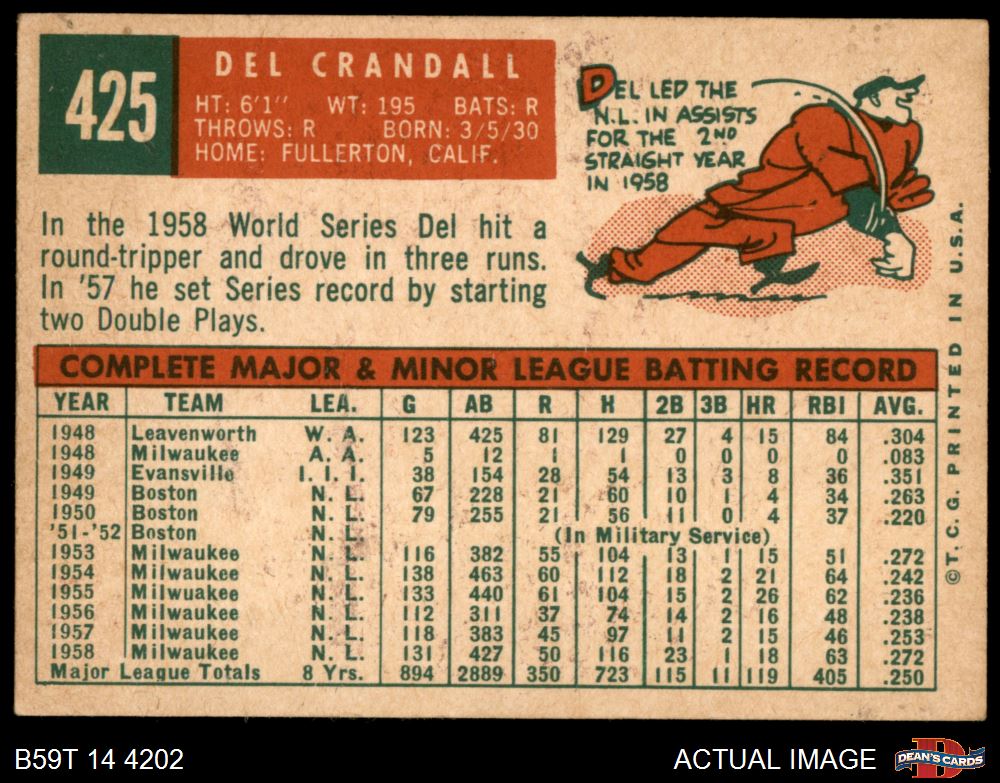 425
DEL CRANDALL
HT: 6'1" WT: 195 BATS: R
THROWS: R BORN: 3/5/30
HOME: FULLERTON, CALIF.
DEL LED THE
N.L. IN ASSISTS
FOR THE 2ND
STRAIGHT YEAR
IN 1958
In the 1958 World Series Del hit a
round-tripper and drove in three runs.
In '57 he set Series record by starting
two Double Plays.
COMPLETE MAJOR & MINOR LEAGUE BATTING RECORD
YEAR TEAM LEA. G AB R H 2B 3B HR RBI AVG.
1948 Leavenworth W. A. 123 425 81 129 27 4 15 84 .304
1948 Milwaukee A. A. 5 12 1 1 0 0 0 0 .083
1949 Evansville I. I. I. 38 154 28 54 13 3 8 36 .351
1949 Boston N. L. 67 228 21 60 10 1 4 34 .263
1950 Boston N. L. 79 255 21 56 11 0 4 37 .220
'51-'52 Boston N. L. (In Military Service)
1953 Milwaukee N. L. 116 382 55 104 13 1 15 51 .272
1954 Milwaukee N. L. 138 463 60 112 18 2 21 64 .242
1955 Milwuakee N. L. 133 440 61 104 15 2 26 62 .236
1956 Milwaukee N. L. 112 311 37 74 14 2 16 48 .238
1957 Milwaukee N. L. 118 383 45 97 11 2 15 46 .253
1958 Milwaukee N. L. 131 427 50 116 23 1 18 63 .272
Major League Totals 8 Yrs. 894 2889 350 723 115 11 119 405 .250
© T. C. G. PRINTED IN U.S.A.
B59T 14 4202
ACTUAL IMAGE
D
DEAN'S CARDS